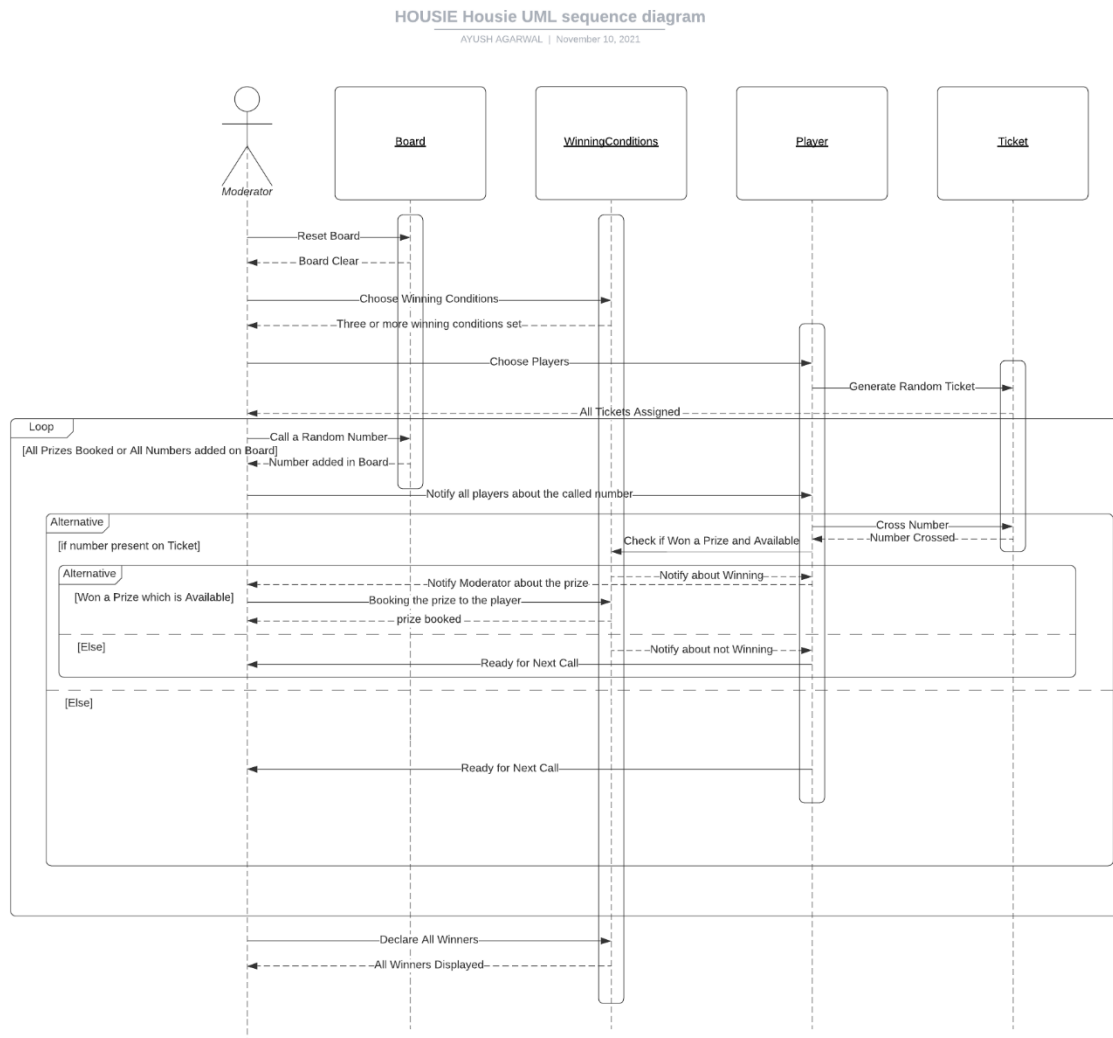 HOUSIE Housie UML sequence diagram
AYUSH AGARWAL | November 10, 2021
Moderator
Board
WinningConditions
Player
Ticket
Reset Board
Board Clear
Choose Winning Conditions
Three or more winning conditions set
Choose Players
Generate Random Ticket
All Tickets Assigned
Loop
Call a Random Number
[All Prizes Booked or All Numbers added on Board]
Number added in Board
Notify all players about the called number
Alternative
Cross Number
Number Crossed
[if number present on Ticket]
Check if Won a Prize and Available
Alternative
Notify about Winning
Notify Moderator about the prize
[Won a Prize which is Available]
Booking the prize to the player
prize booked
[Else]
Notify about not Winning
Ready for Next Call
[Else]
Ready for Next Call
Declare All Winners
All Winners Displayed